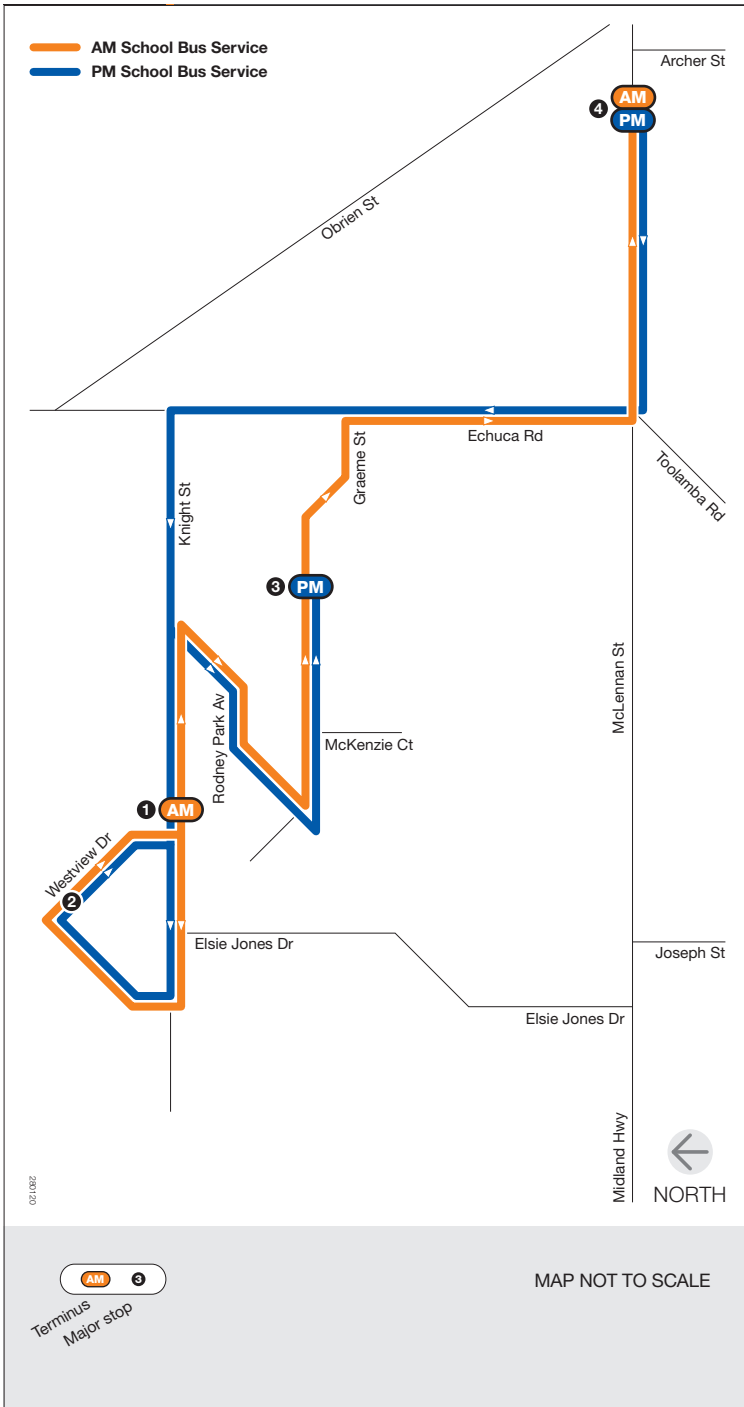 AM School Bus Service
PM School Bus Service
Archer St
AM
4
PM
Obrien St
Echuca Rd
Graeme St
Toolamba Rd
Knight St
3 PM
McLennan St
Rodney Park Av
McKenzie Ct
1 AM
Westview Dr
2
Elsie Jones Dr
Joseph St
Elsie Jones Dr
Midland Hwy
NORTH
280120
AM 3
Terminus
Major stop
MAP NOT TO SCALE